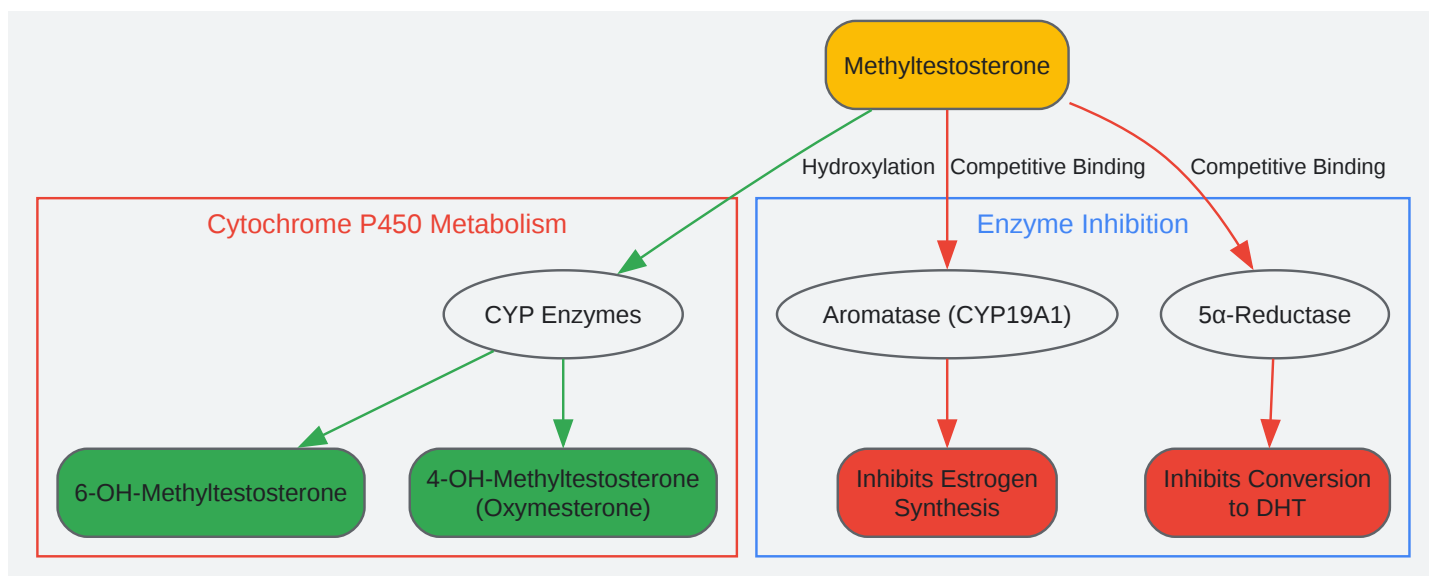 Methyltestosterone
Hydroxylation
Competitive Binding
Competitive Binding
Cytochrome P450 Metabolism
Enzyme Inhibition
CYP Enzymes
Aromatase (CYP19A1)
5α-Reductase
6-OH-Methyltestosterone
4-OH-Methyltestosterone
(Oxymesterone)
Inhibits Estrogen
Synthesis
Inhibits Conversion
to DHT